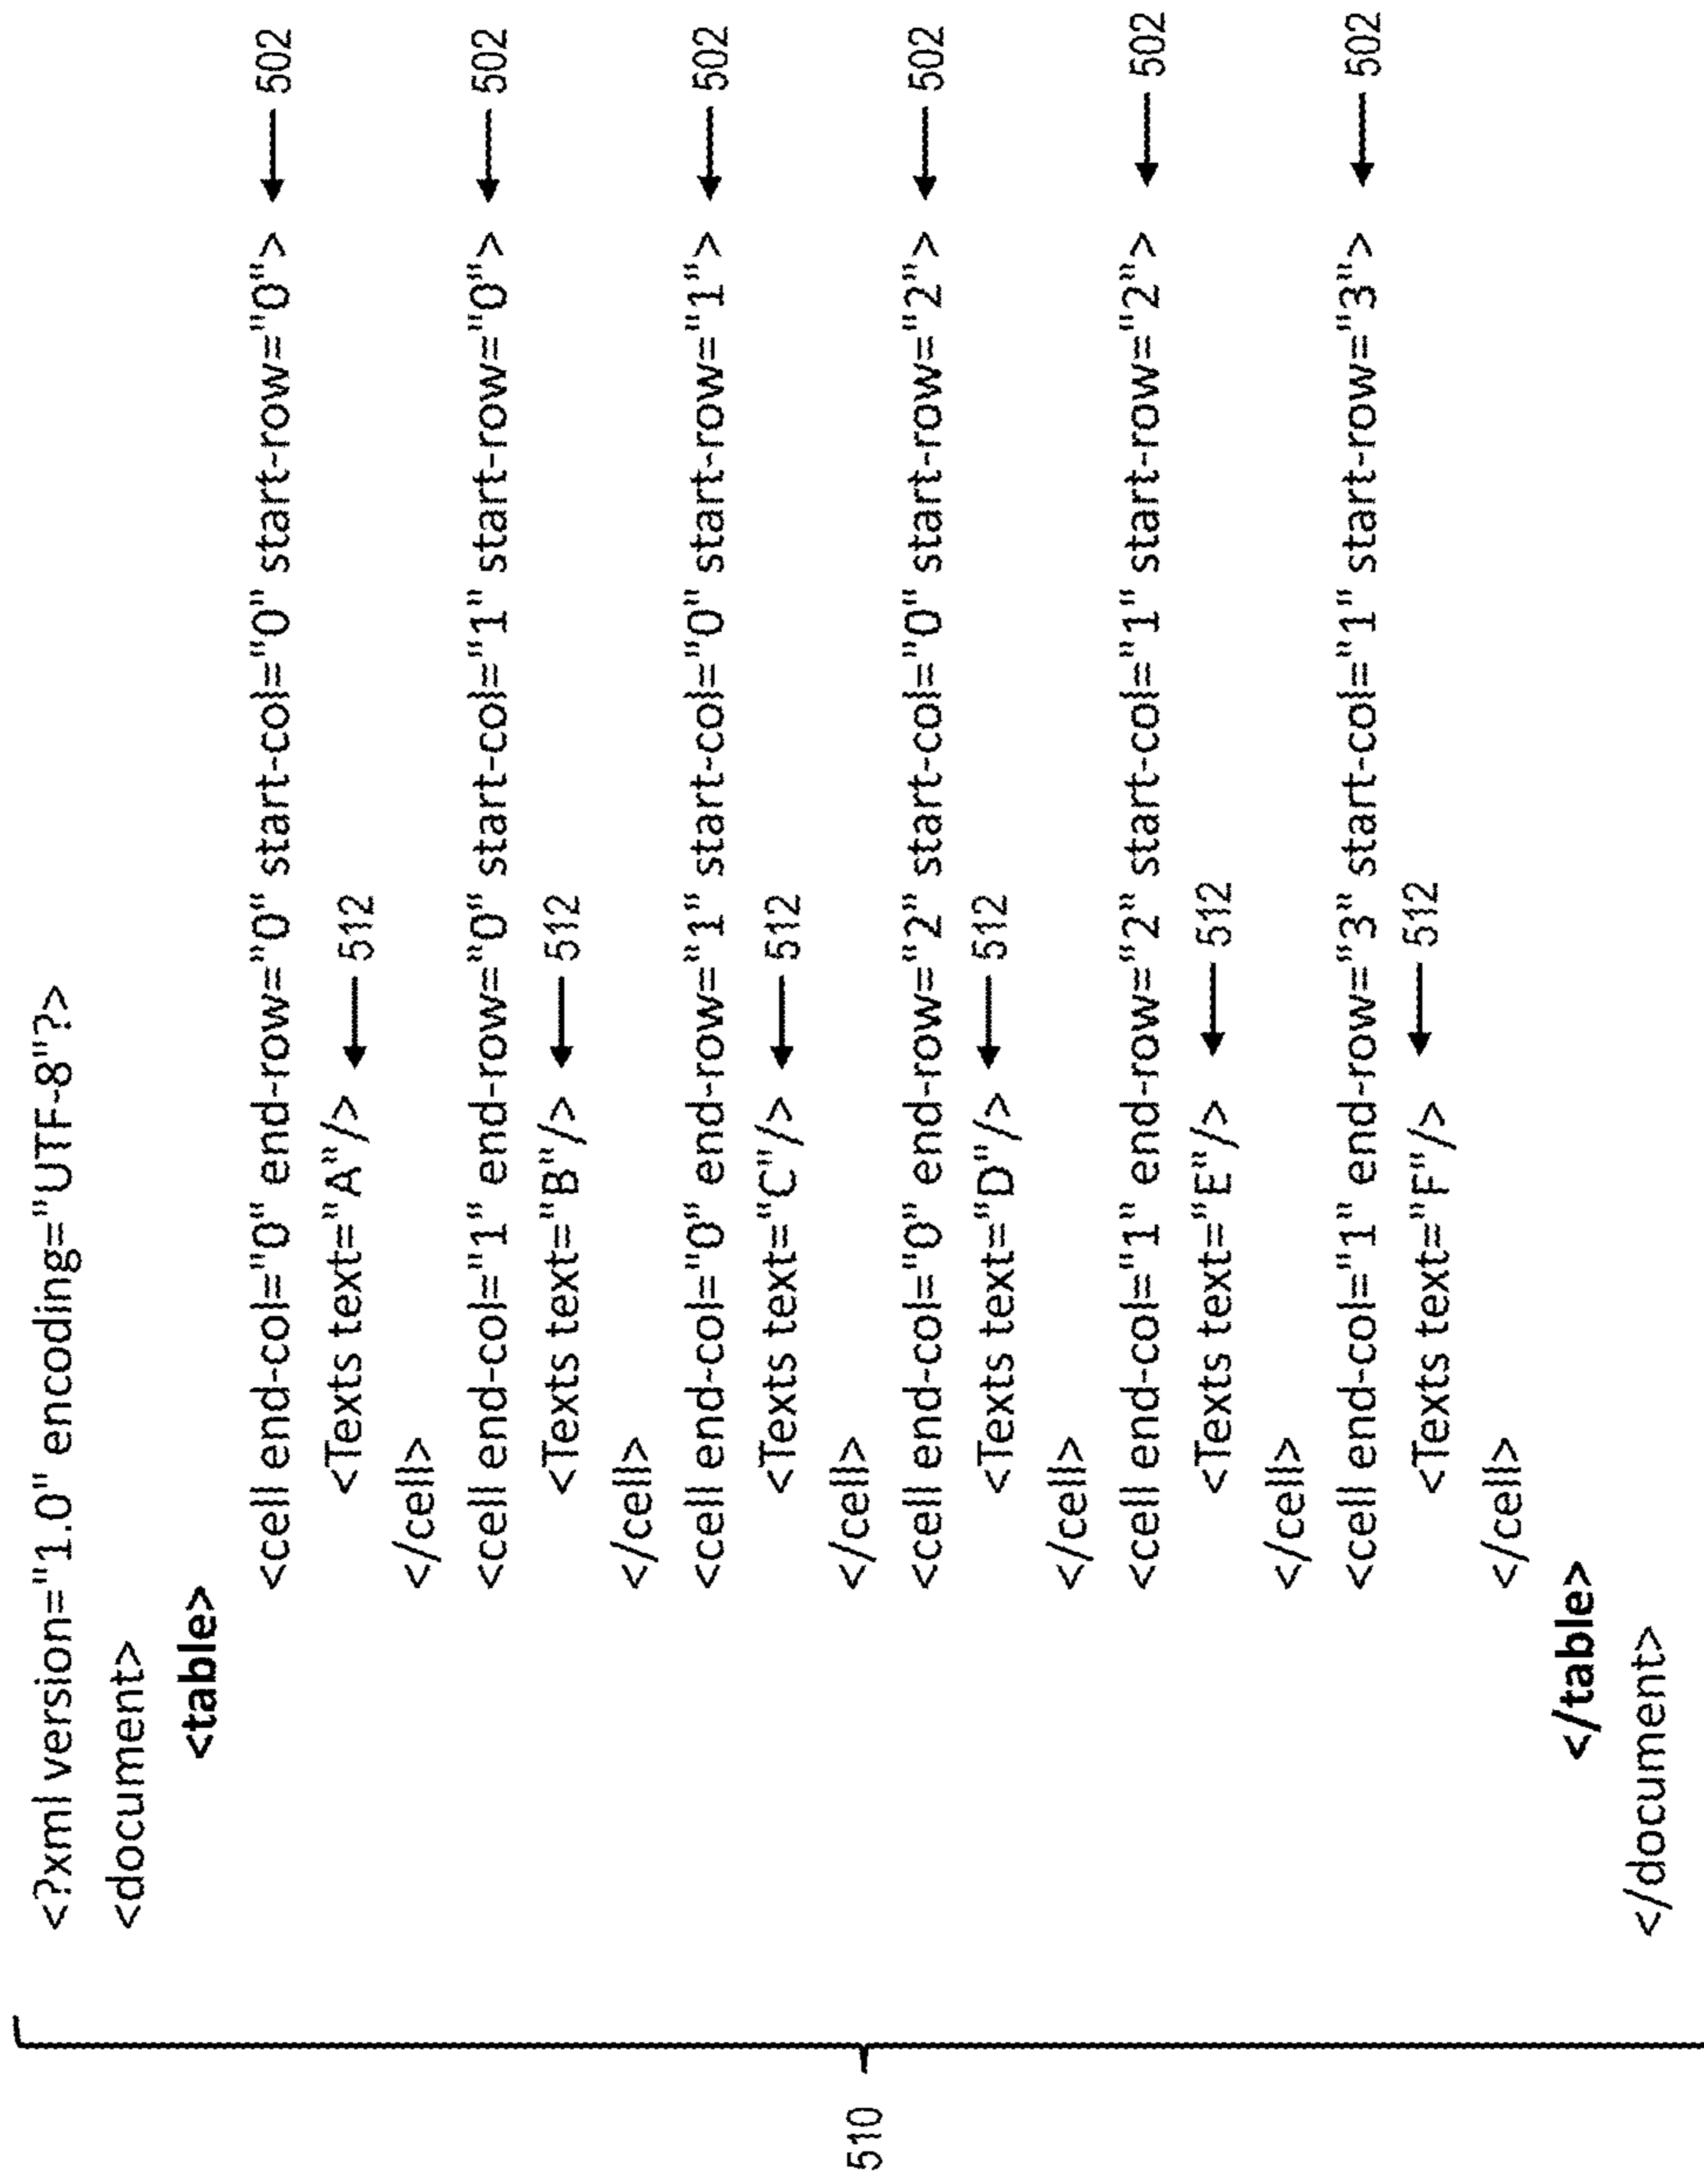 <?xml version="1.0" encoding="UTF-8"?>
<document>
<table>
<cell end-col="0" end-row="0" start-col="0" start-row="0"> 502
<Texts text="A"/> 512
</cell>
<cell end-col="1" end-row="0" start-col="1" start-row="0"> 502
<Texts text="B"/> 512
</cell>
<cell end-col="0" end-row="1" start-col="0" start-row="1"> 502
<Texts text="C"/> 512
</cell>
<cell end-col="0" end-row="2" start-col="0" start-row="2"> 502
<Texts text="D"/> 512
</cell>
<cell end-col="1" end-row="2" start-col="1" start-row="2"> 502
<Texts text="E"/> 512
</cell>
<cell end-col="1" end-row="3" start-col="1" start-row="3"> 502
<Texts text="F"/> 512
</cell>
</table>
</document>
510